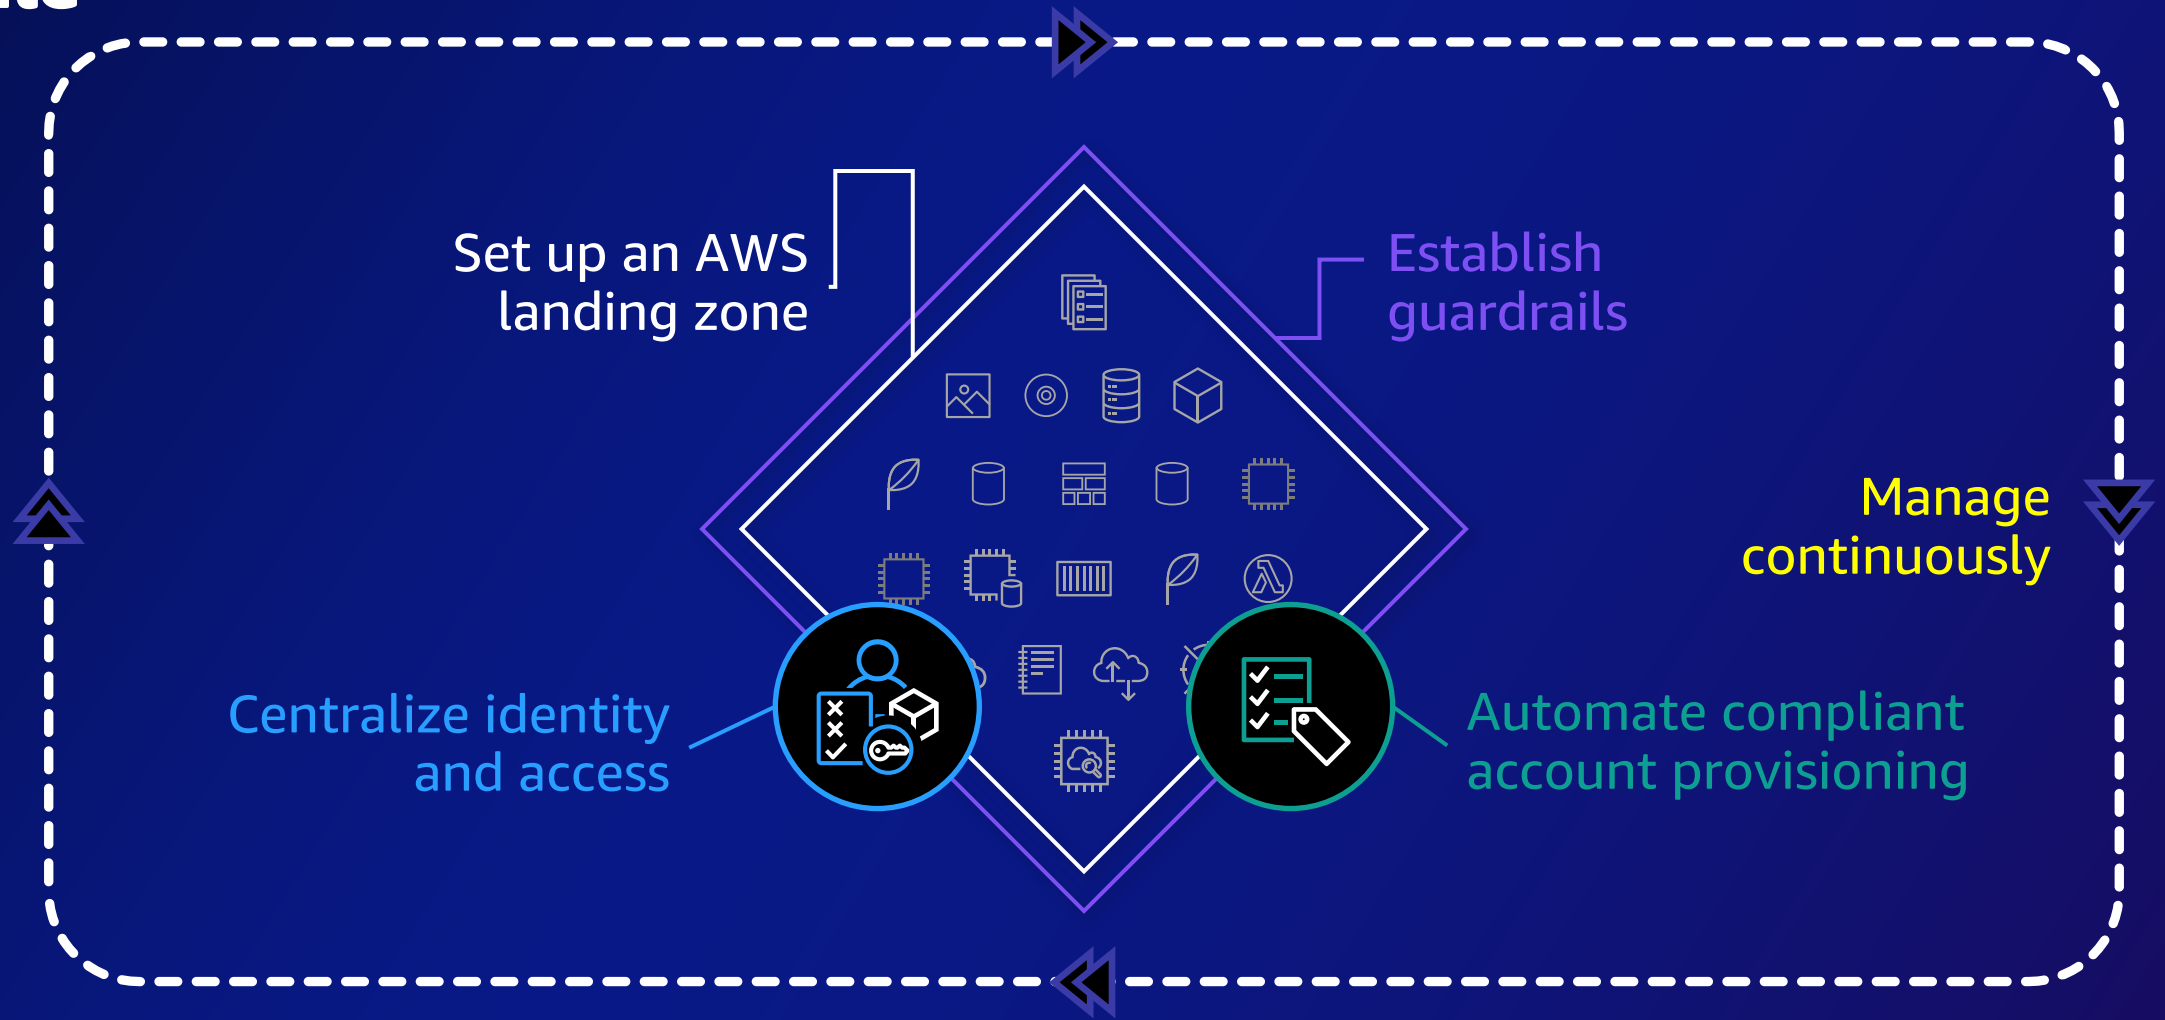 Set up an AWS
landing zone
Establish
guardrails
Manage
continuously
Centralize identity
and access
Automate compliant
account provisioning